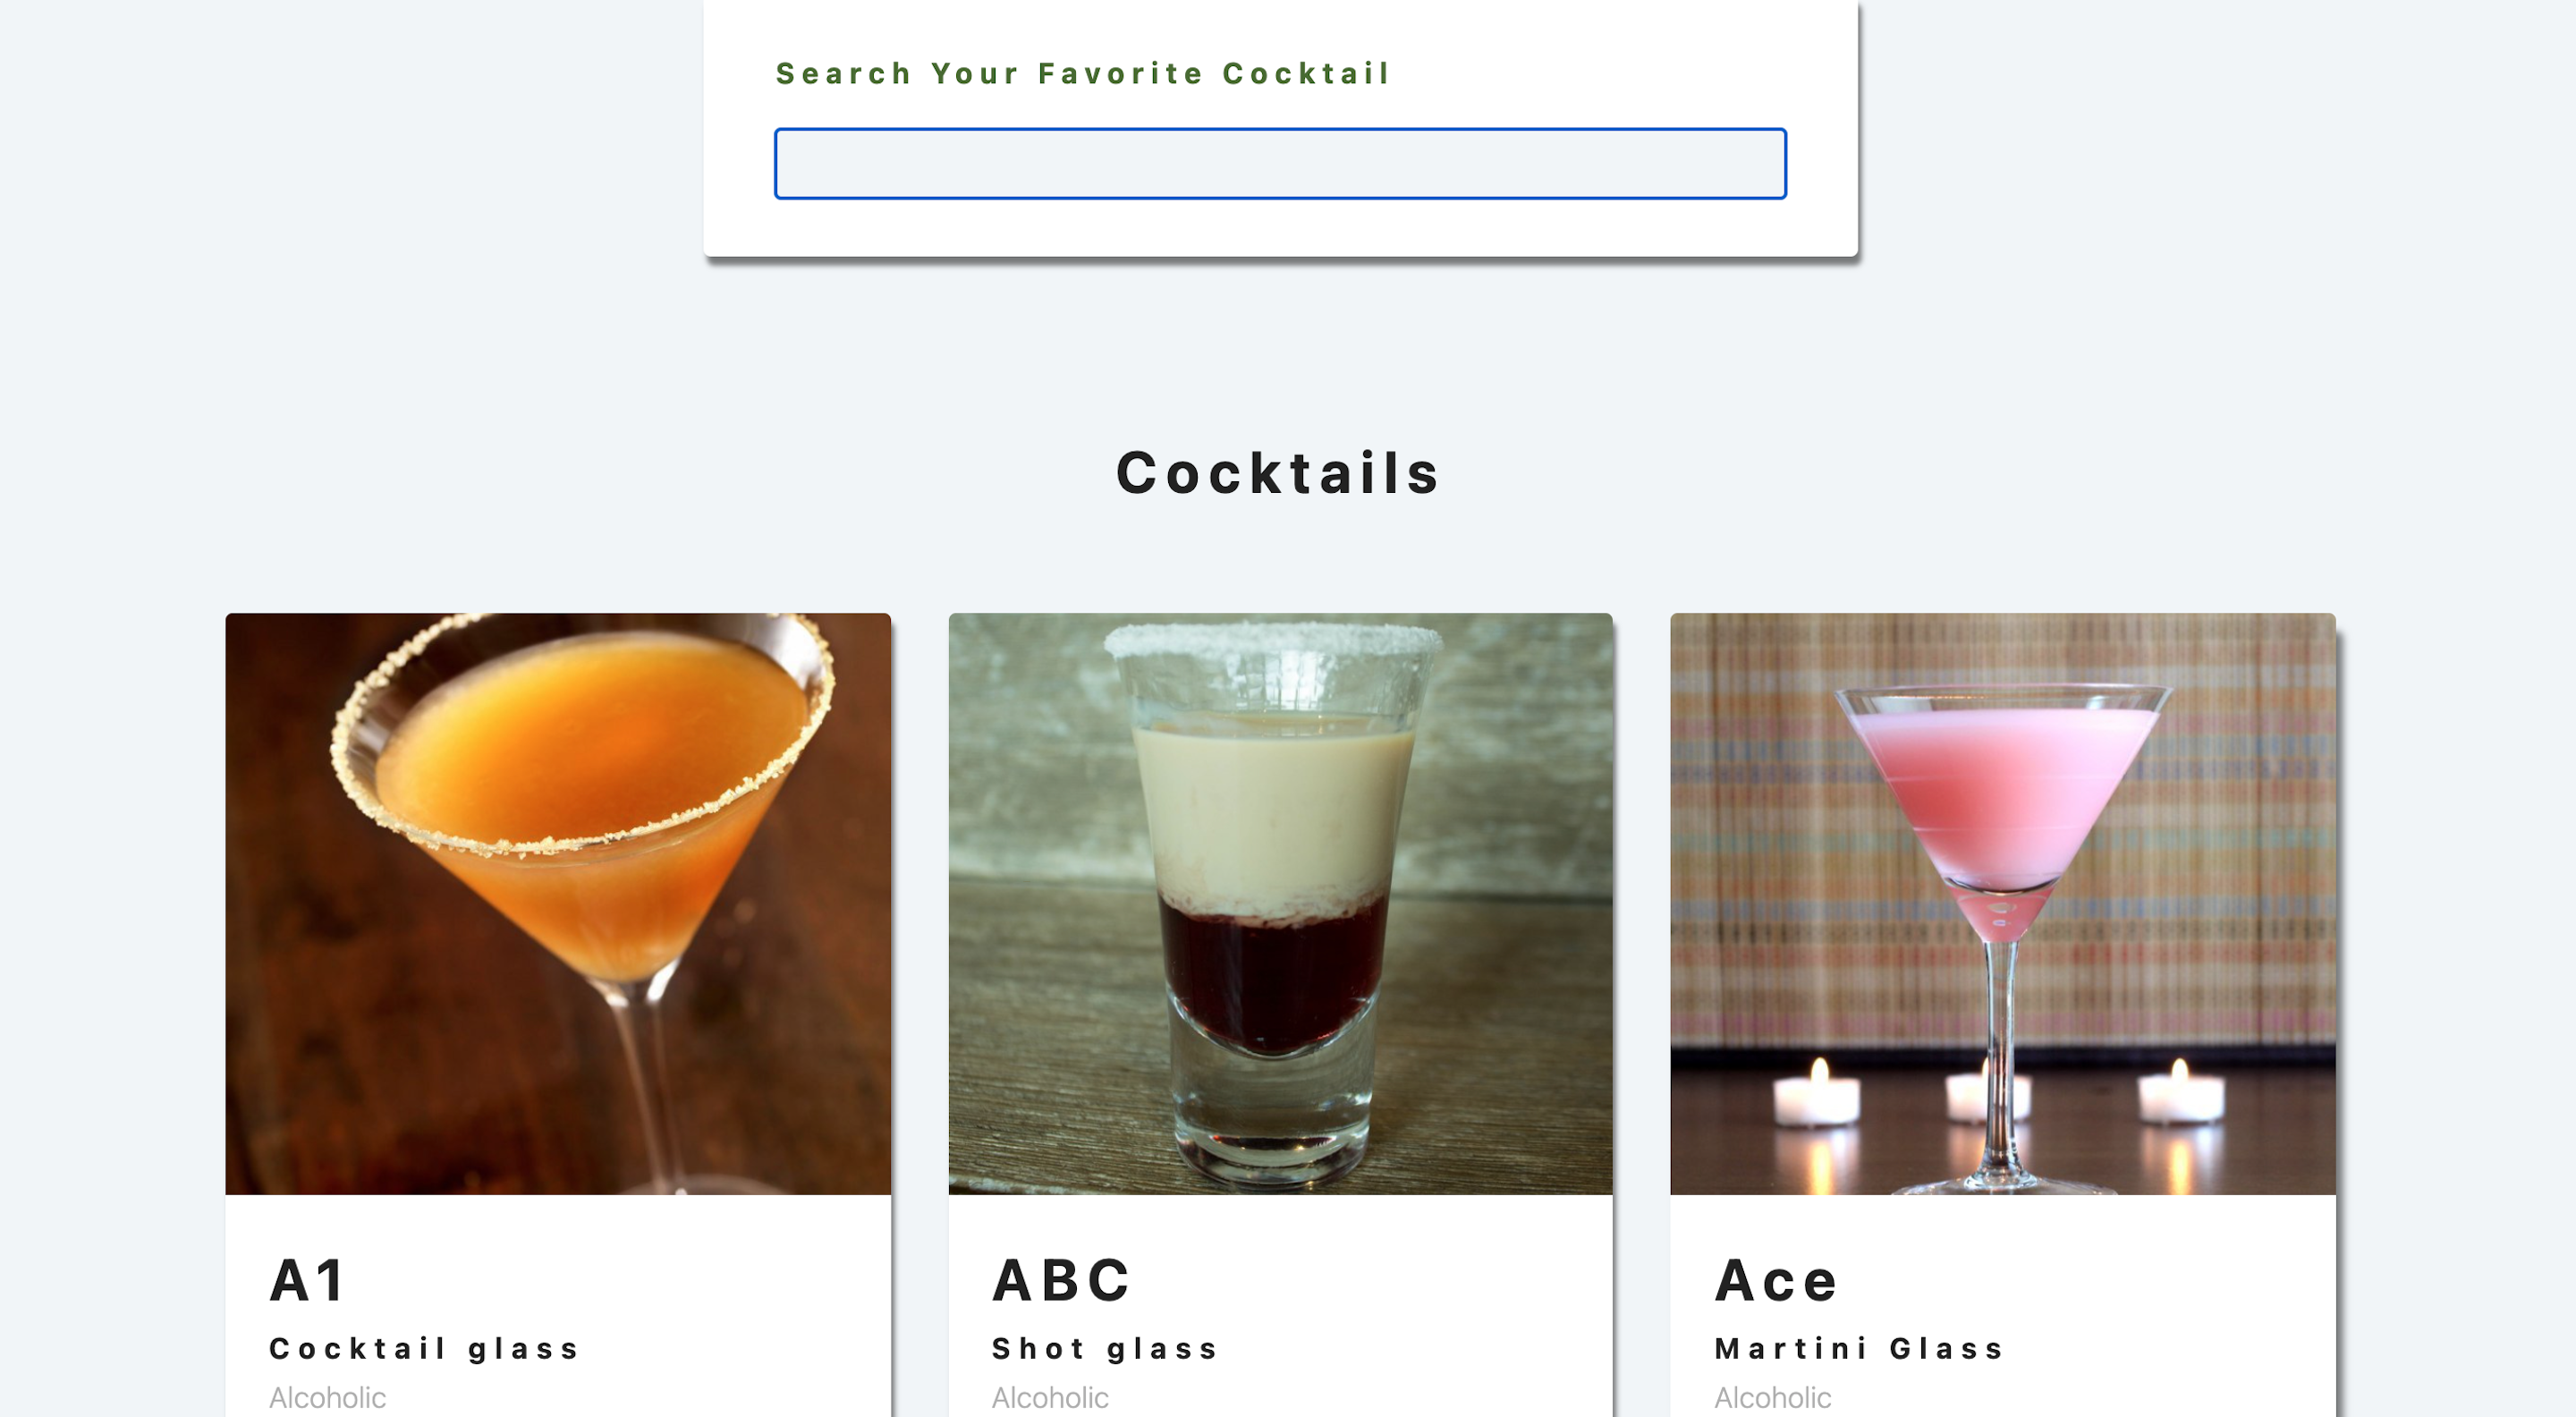 Search Your Favorite Cocktail
Cocktails
A1
Cocktail glass
Alcoholic
ABC
Shot glass
Alcoholic
Ace
Martini Glass
Alcoholic